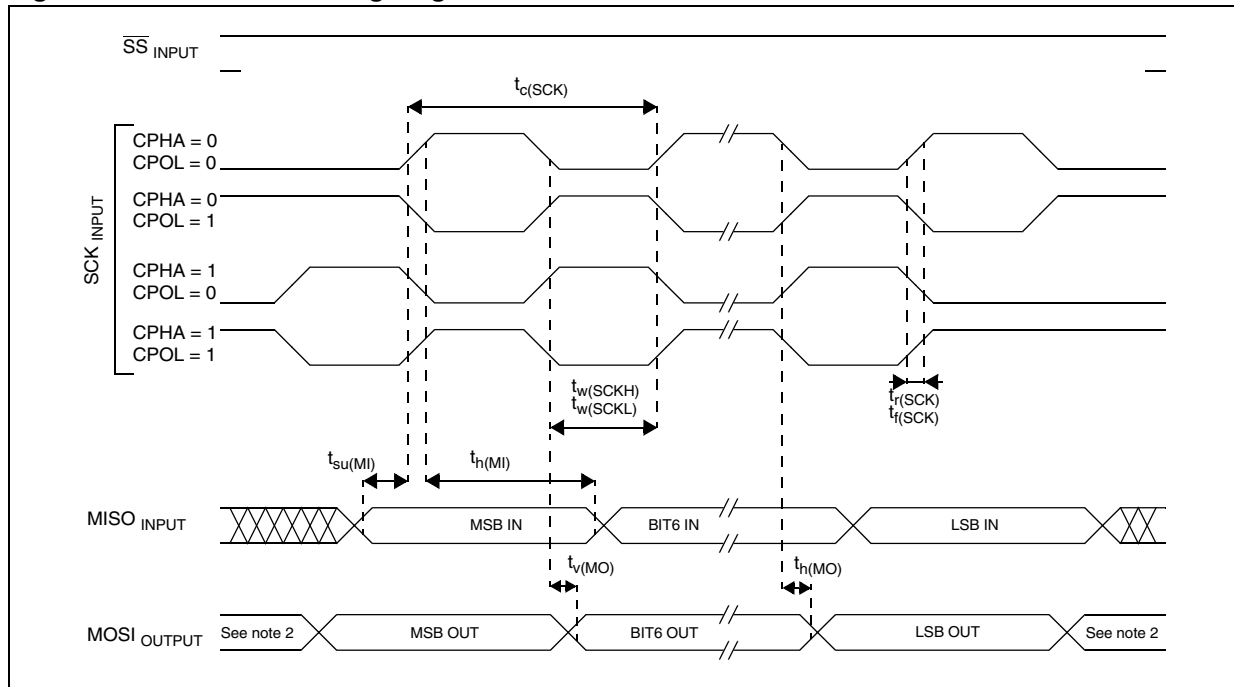 SS INPUT
tc(SCK)
SCK INPUT
CPHA = 0
CPOL = 0
CPHA = 0
CPOL = 1
CPHA = 1
CPOL = 0
CPHA = 1
CPOL = 1
tw(SCKH)
tw(SCKL)
tr(SCK)
tf(SCK)
tsu(MI)
th(MI)
MISO INPUT
MSB IN
BIT6 IN
LSB IN
tv(MO)
th(MO)
MOSI OUTPUT
See note 2
MSB OUT
BIT6 OUT
LSB OUT
See note 2